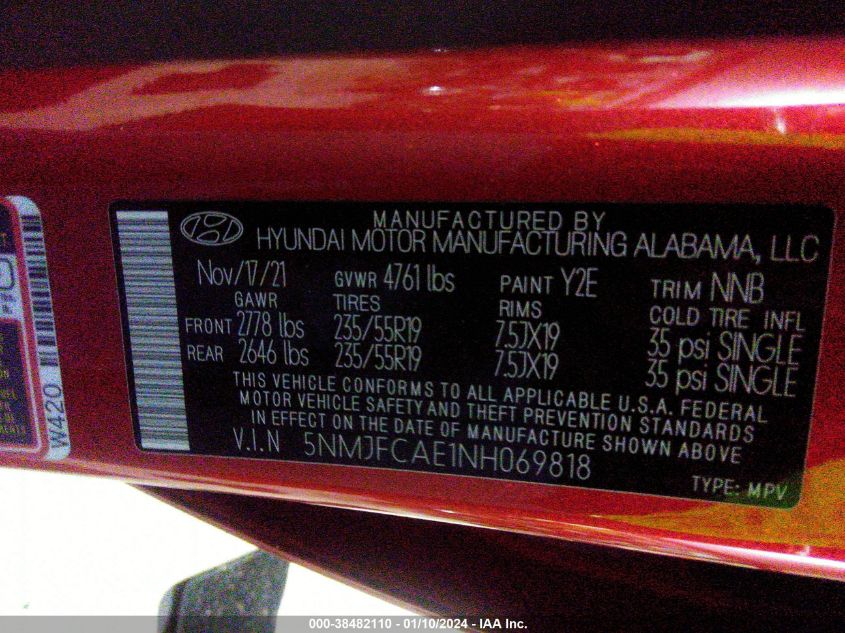 MANUFACTURED BY
HYUNDAI MOTOR MANUFACTURING ALABAMA, LLC
Nov/17/21 GVWR 4761 lbs PAINT Y2E TRIM NNB
GAWR TIRES RIMS COLD TIRE INFL
FRONT 2778 lbs 235/55R19 7.5JX19 35 psi SINGLE
REAR 2646 lbs 235/55R19 7.5JX19 35 psi SINGLE
THIS VEHICLE CONFORMS TO ALL APPLICABLE U.S.A. FEDERAL
MOTOR VEHICLE SAFETY AND THEFT PREVENTION STANDARDS
IN EFFECT ON THE DATE OF MANUFACTURE SHOWN ABOVE
V.I.N 5NMJFCAE1NH069818
TYPE: MPV
W420
000-38482110 - 01/10/2024 - IAA Inc.